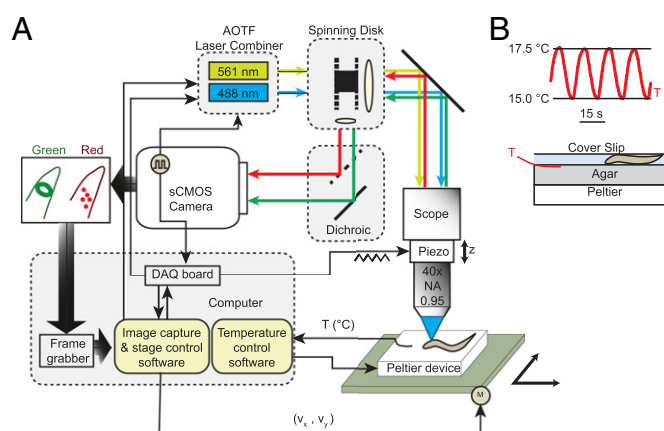 A
AOTF
Laser Combiner
561 nm
488 nm
Spinning Disk
Green
Red
sCMOS
Camera
Dichroic
Scope
Piezo
z
40x
NA
0.95
DAQ board
Computer
Frame
grabber
Image capture
& stage control
software
Temperature
control
software
T (°C)
Peltier device
M
(vx , vy)
B
17.5 °C
15.0 °C
T
15 s
T
Cover Slip
Agar
Peltier